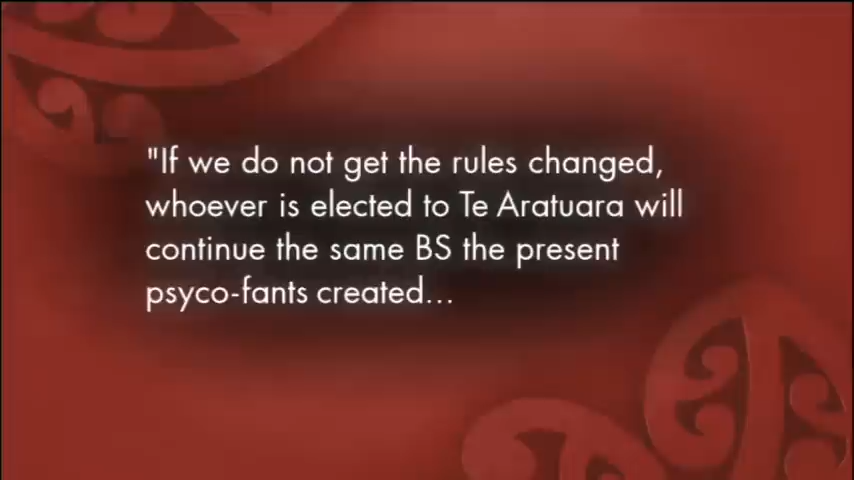 "If we do not get the rules changed,
whoever is elected to Te Aratuara will
continue the same BS the present
psyco-fants created...